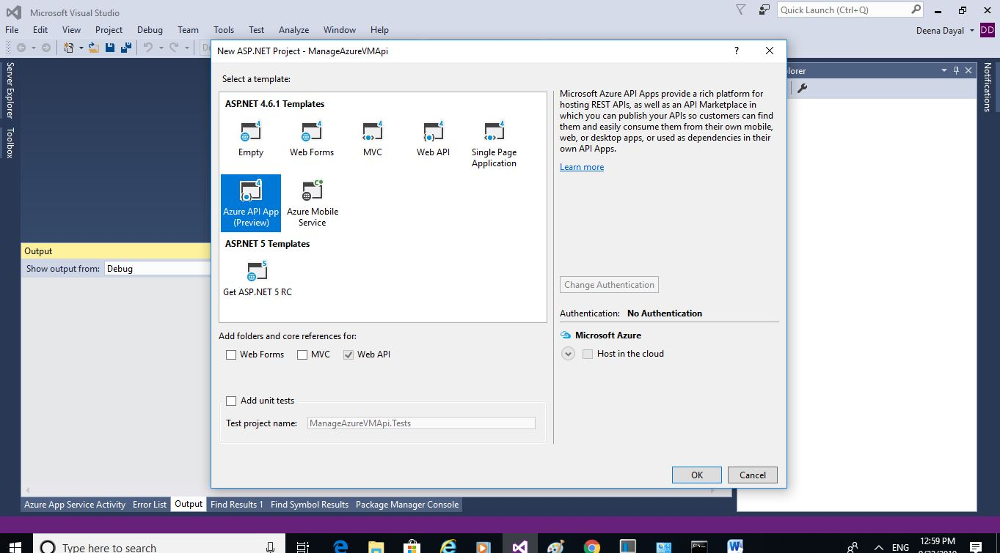 Microsoft Visual Studio
Quick Launch (Ctrl+Q)
File Edit View Project Debug Team Tools Test Analyze Window Help
Deena Dayal DD
New ASP.NET Project - ManageAzureVMApi
?
Server Explorer
Toolbox
Select a template:
ASP.NET 4.6.1 Templates
4 4 4 4 4
Empty Web Forms MVC Web API Single Page
Application
4 C#
Azure API App Azure Mobile
(Preview) Service
ASP.NET 5 Templates
5
Get ASP.NET 5 RC
Add folders and core references for:
Web Forms MVC Web API
Add unit tests
Test project name: ManageAzureVMApi.Tests
Microsoft Azure API Apps provide a rich platform for
hosting REST APIs, as well as an API Marketplace in
which you can publish your APIs so customers can find
them and easily consume them from their own mobile,
web, or desktop apps, or used as dependencies in their
own API Apps.
Learn more
Change Authentication
Authentication: No Authentication
Microsoft Azure
Host in the cloud
OK Cancel
lorer
Notifications
Output
Show output from: Debug
Azure App Service Activity Error List Output Find Results 1 Find Symbol Results Package Manager Console
Type here to search
ENG
12:59 PM